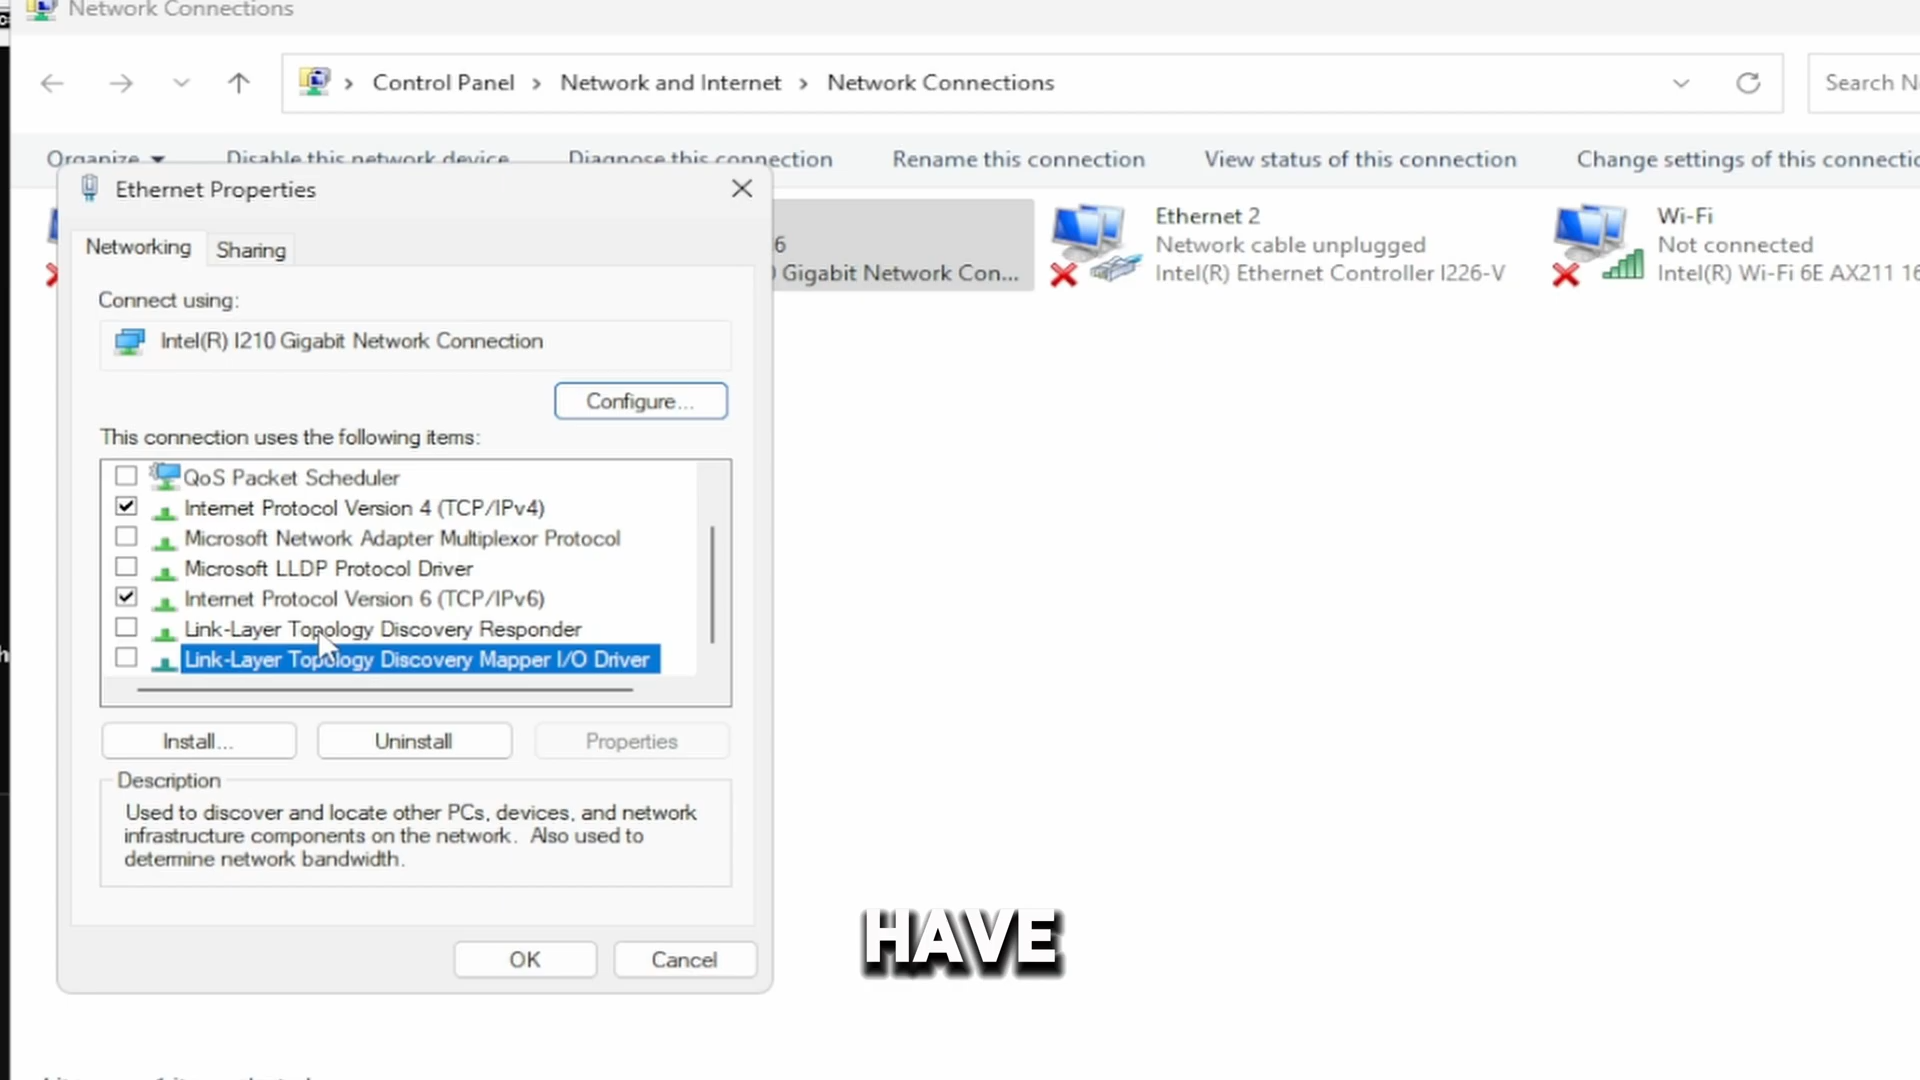 Network Connections
Control Panel > Network and Internet > Network Connections
Search N
Organize Disable this network device Diagnose this connection Rename this connection View status of this connection Change settings of this connectio
Ethernet Properties
Networking Sharing
Connect using:
Intel(R) I210 Gigabit Network Connection
Configure...
This connection uses the following items:
QoS Packet Scheduler
Internet Protocol Version 4 (TCP/IPv4)
Microsoft Network Adapter Multiplexor Protocol
Microsoft LLDP Protocol Driver
Internet Protocol Version 6 (TCP/IPv6)
Link-Layer Topology Discovery Responder
Link-Layer Topology Discovery Mapper I/O Driver
Install... Uninstall Properties
Description
Used to discover and locate other PCs, devices, and network
infrastructure components on the network. Also used to
determine network bandwidth.
OK Cancel
6
Gigabit Network Con...
Ethernet 2
Network cable unplugged
Intel(R) Ethernet Controller I226-V
Wi-Fi
Not connected
Intel(R) Wi-Fi 6E AX211 16
HAVE